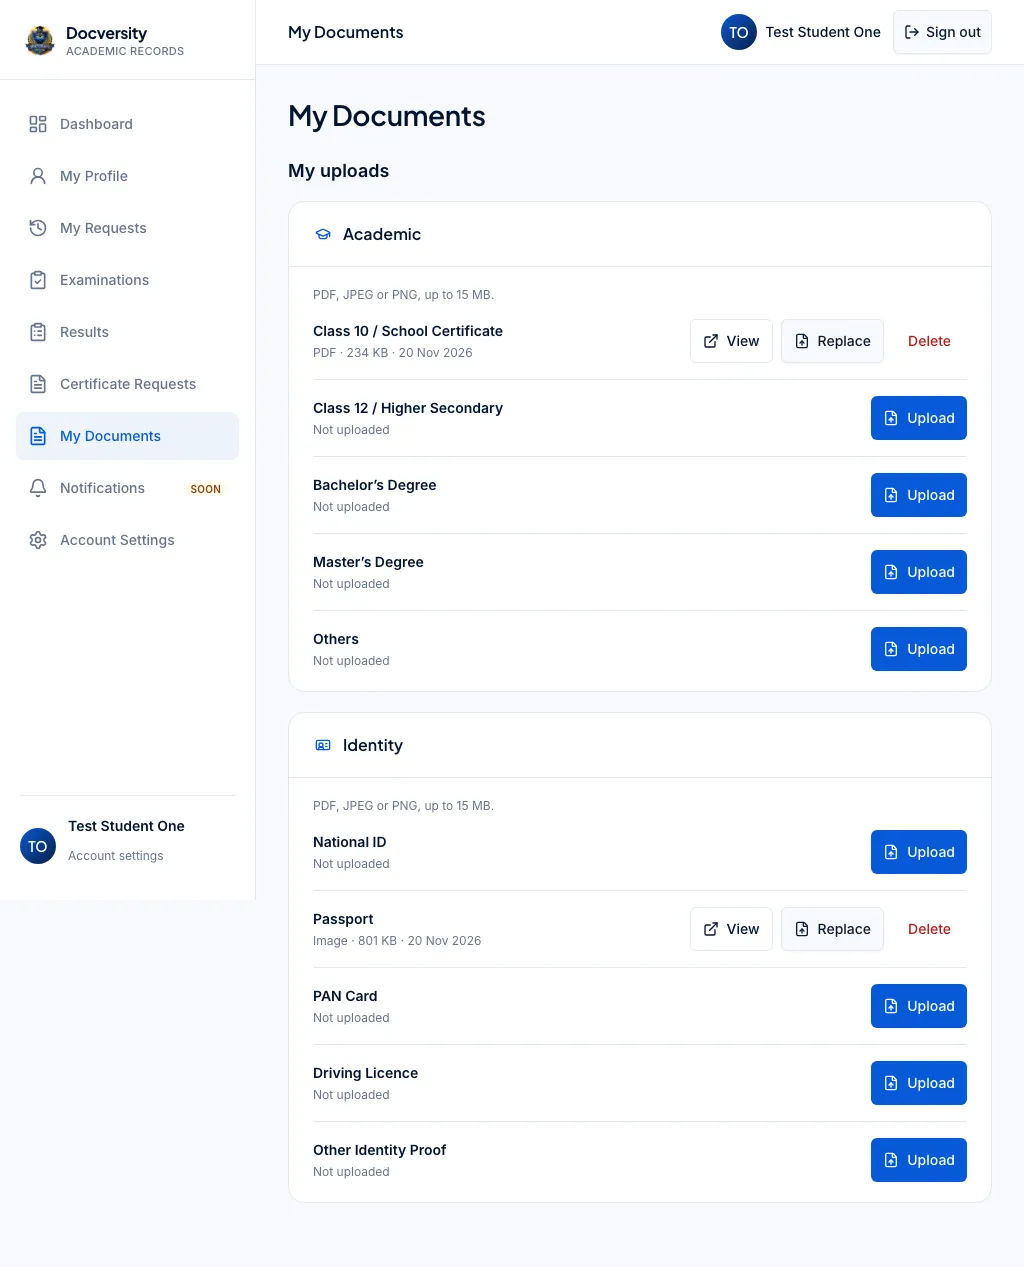 Docversity
ACADEMIC RECORDS
Dashboard
My Profile
My Requests
Examinations
Results
Certificate Requests
My Documents
Notifications SOON
Account Settings
TO
Test Student One
Account settings
My Documents
TO Test Student One
Sign out
My Documents
My uploads
Academic
PDF, JPEG or PNG, up to 15 MB.
Class 10 / School Certificate
PDF · 234 KB · 20 Nov 2026
View Replace Delete
Class 12 / Higher Secondary
Not uploaded
Upload
Bachelor’s Degree
Not uploaded
Upload
Master’s Degree
Not uploaded
Upload
Others
Not uploaded
Upload
Identity
PDF, JPEG or PNG, up to 15 MB.
National ID
Not uploaded
Upload
Passport
Image · 801 KB · 20 Nov 2026
View Replace Delete
PAN Card
Not uploaded
Upload
Driving Licence
Not uploaded
Upload
Other Identity Proof
Not uploaded
Upload